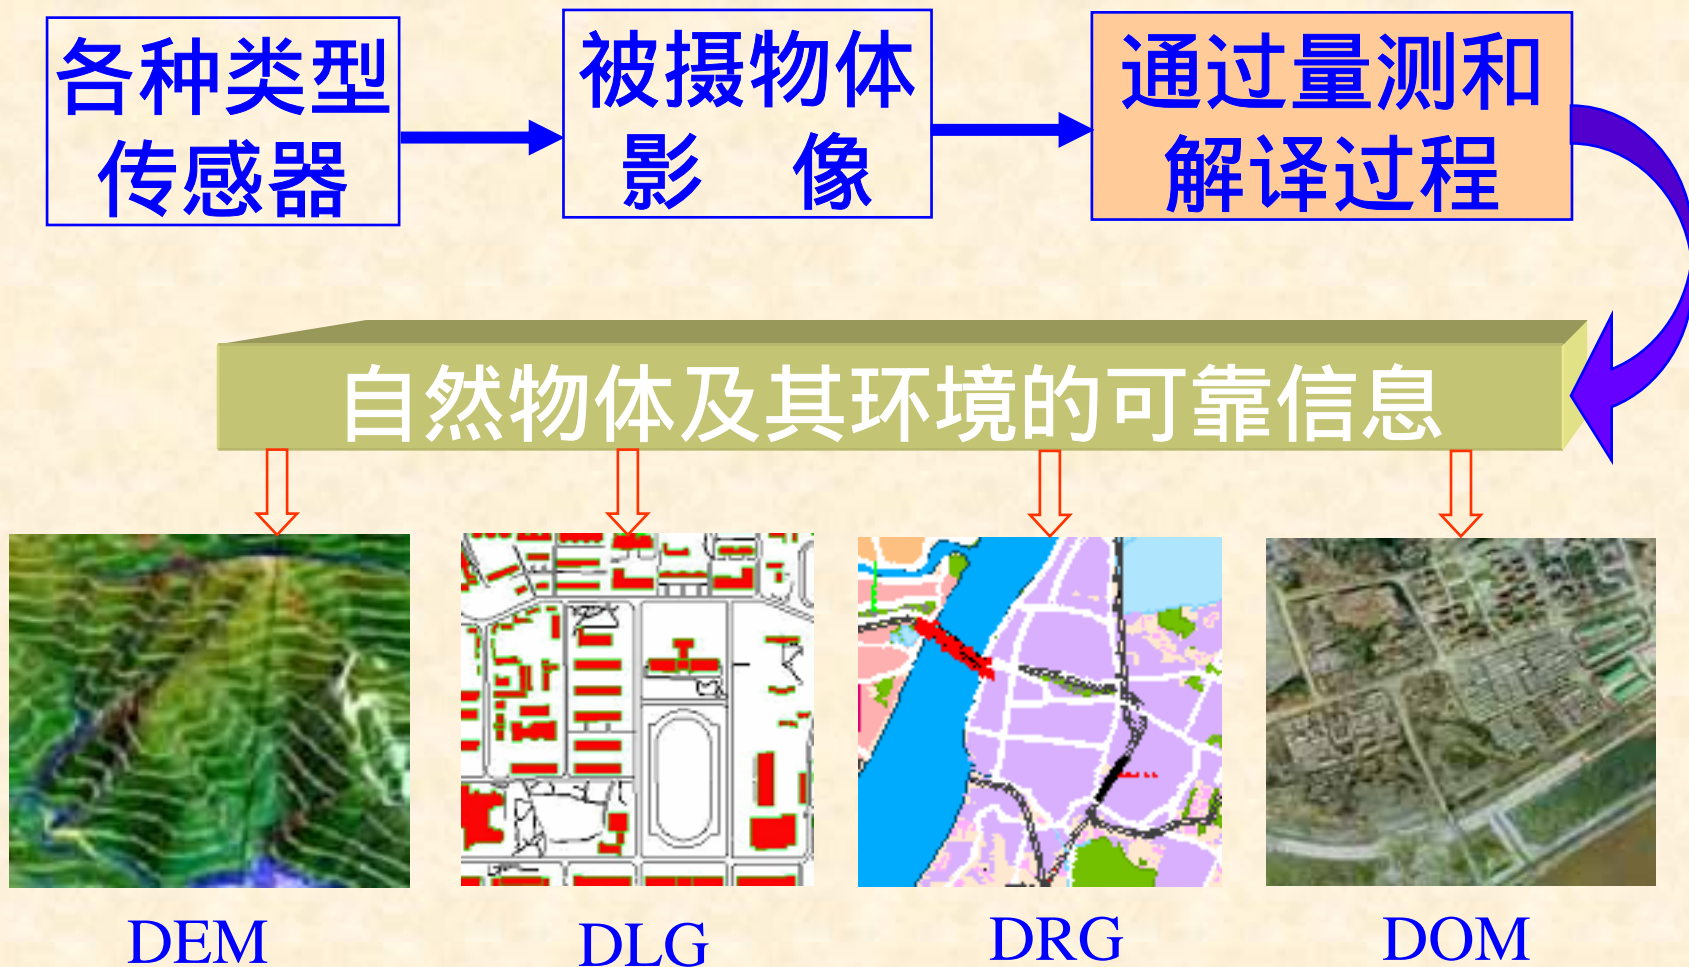 各种类型
传感器
被摄物体
影 像
通过量测和
解译过程
自然物体及其环境的可靠信息
DEM
DLG
DRG
DOM